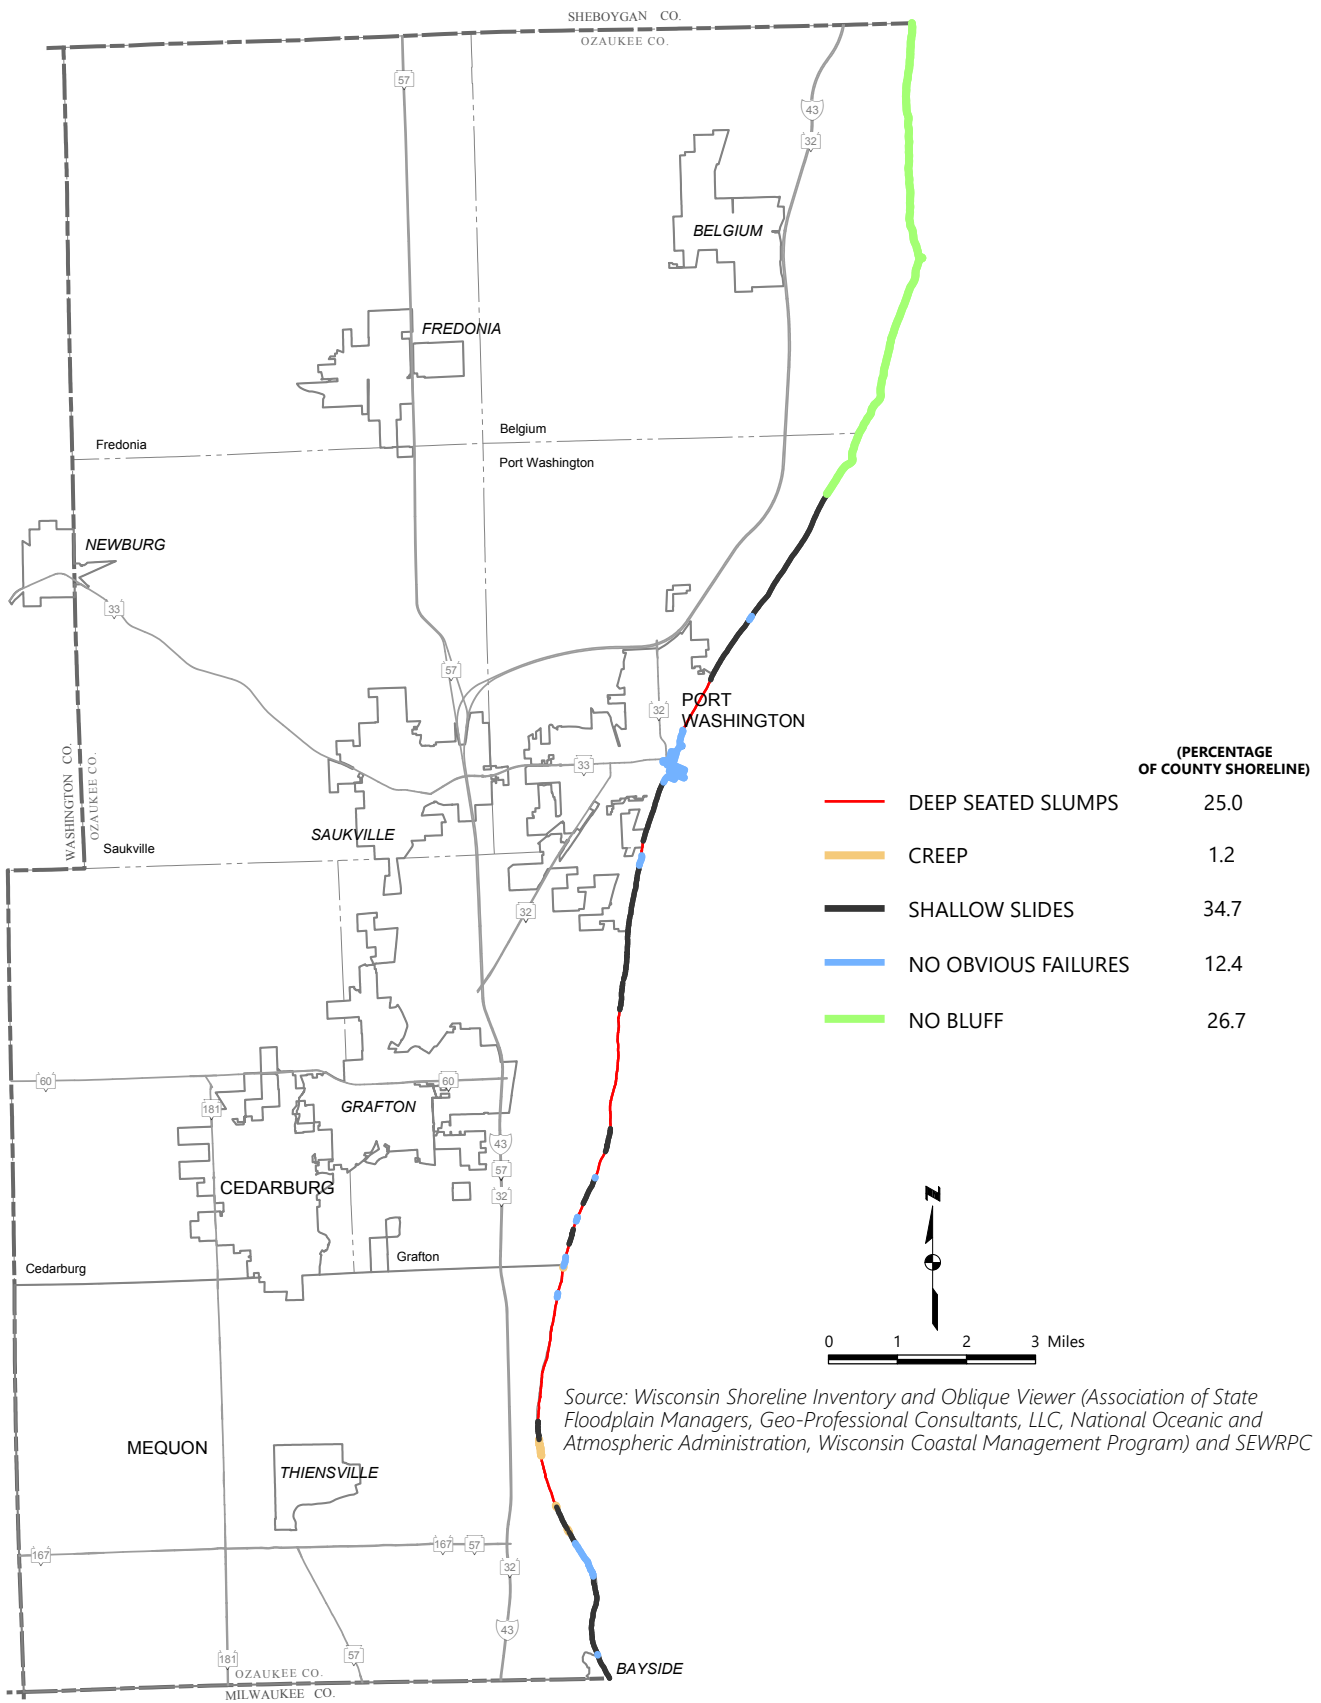 SHEBOYGAN CO.
OZAUKEE CO.
57
43
32
BELGIUM
FREDONIA
Fredonia
Belgium
Port Washington
NEWBURG
33
57
32
PORT
WASHINGTON
33
WASHINGTON CO.
OZAUKEE CO.
SAUKVILLE
Saukville
32
(PERCENTAGE
OF COUNTY SHORELINE)
DEEP SEATED SLUMPS 25.0
CREEP 1.2
SHALLOW SLIDES 34.7
NO OBVIOUS FAILURES 12.4
NO BLUFF 26.7
60
60
181
GRAFTON
43
57
32
CEDARBURG
Grafton
Cedarburg
N
0 1 2 3 Miles
Source: Wisconsin Shoreline Inventory and Oblique Viewer (Association of State
Floodplain Managers, Geo-Professional Consultants, LLC, National Oceanic and
Atmospheric Administration, Wisconsin Coastal Management Program) and SEWRPC
MEQUON
THIENSVILLE
167
167
57
32
43
181
57
BAYSIDE
OZAUKEE CO.
MILWAUKEE CO.